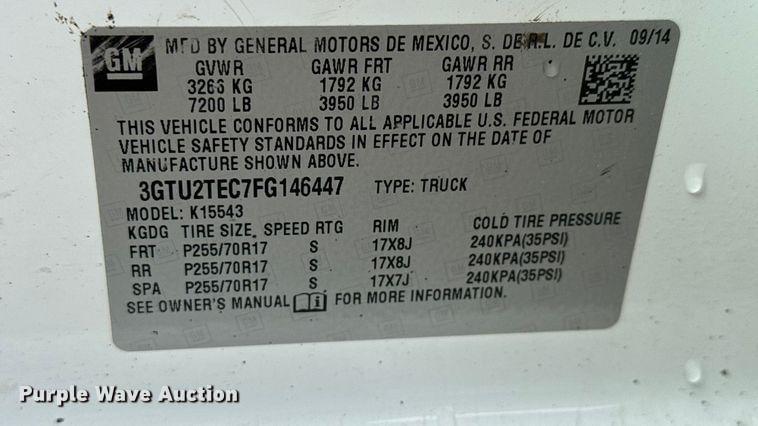 GM MFD BY GENERAL MOTORS DE MEXICO, S. DE R.L. DE C.V. 09/14
GVWR GAWR FRT GAWR RR
3266 KG 1792 KG 1792 KG
7200 LB 3950 LB 3950 LB
THIS VEHICLE CONFORMS TO ALL APPLICABLE U.S. FEDERAL MOTOR
VEHICLE SAFETY STANDARDS IN EFFECT ON THE DATE OF
MANUFACTURE SHOWN ABOVE.
3GTU2TEC7FG146447 TYPE: TRUCK
MODEL: K15543
KGDG TIRE SIZE SPEED RTG RIM COLD TIRE PRESSURE
FRT P255/70R17 S 17X8J 240KPA(35PSI)
RR P255/70R17 S 17X8J 240KPA(35PSI)
SPA P255/70R17 S 17X7J 240KPA(35PSI)
SEE OWNER'S MANUAL FOR MORE INFORMATION.
Purple Wave Auction